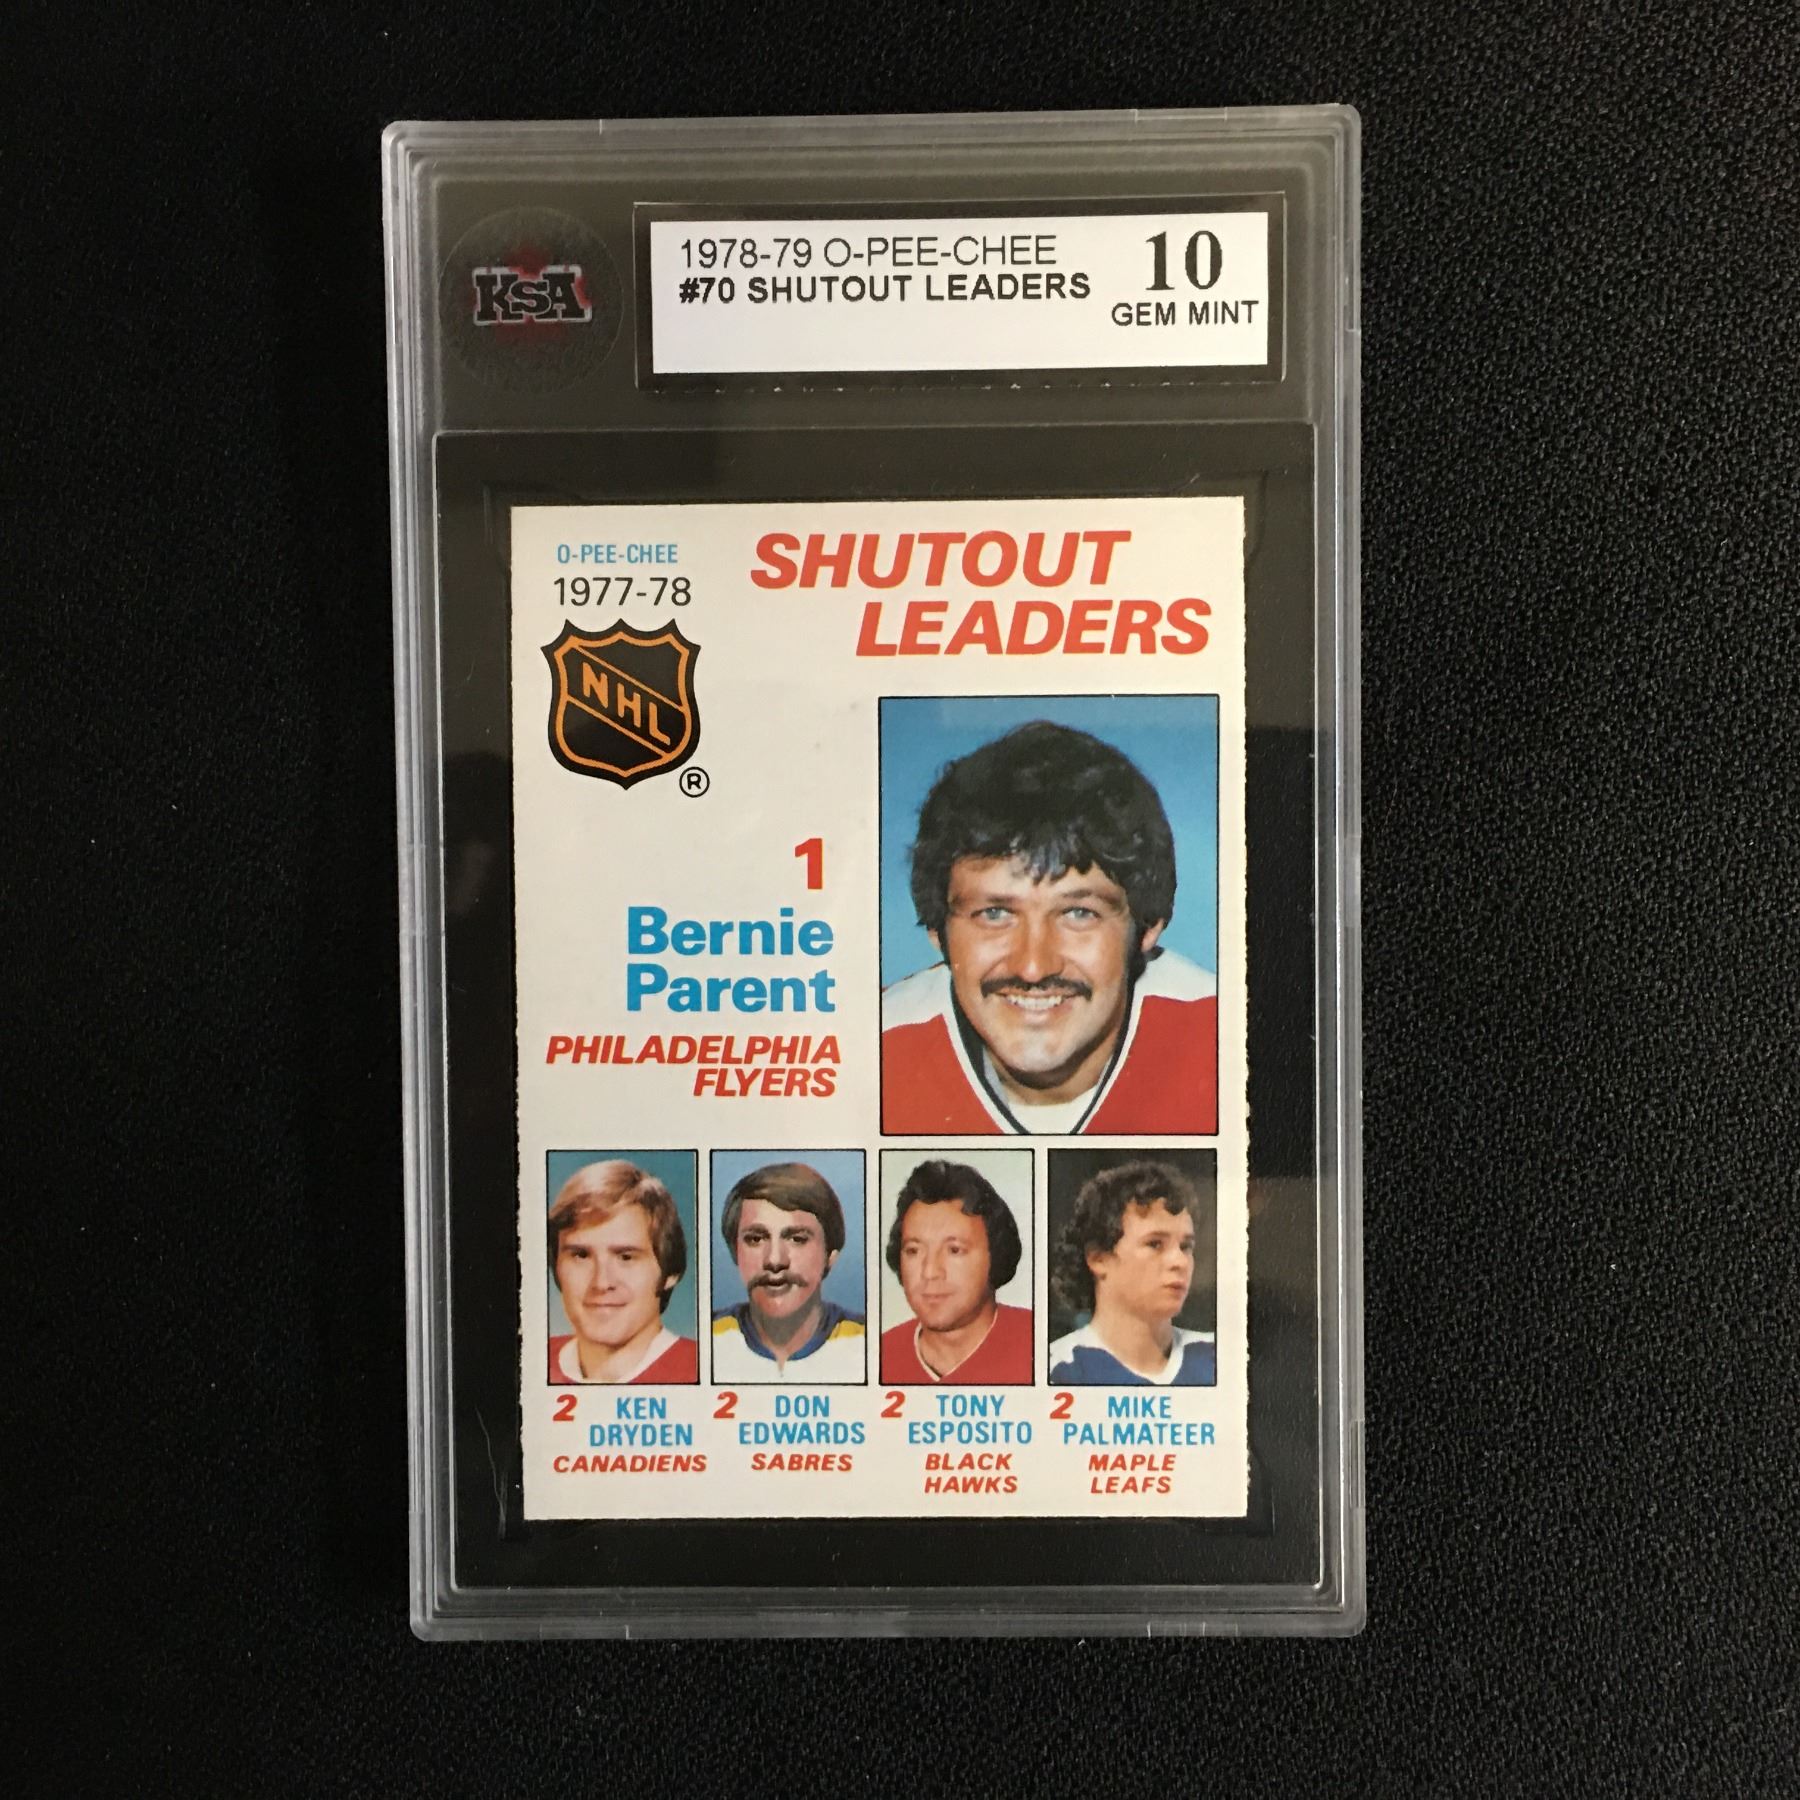 KSA
1978-79 O-PEE-CHEE
#70 SHUTOUT LEADERS
10
GEM MINT
O-PEE-CHEE
1977-78
NHL
®
SHUTOUT
LEADERS
1
Bernie
Parent
PHILADELPHIA
FLYERS
2 KEN
DRYDEN
CANADIENS
2 DON
EDWARDS
SABRES
2 TONY
ESPOSITO
BLACK
HAWKS
2 MIKE
PALMATEER
MAPLE
LEAFS